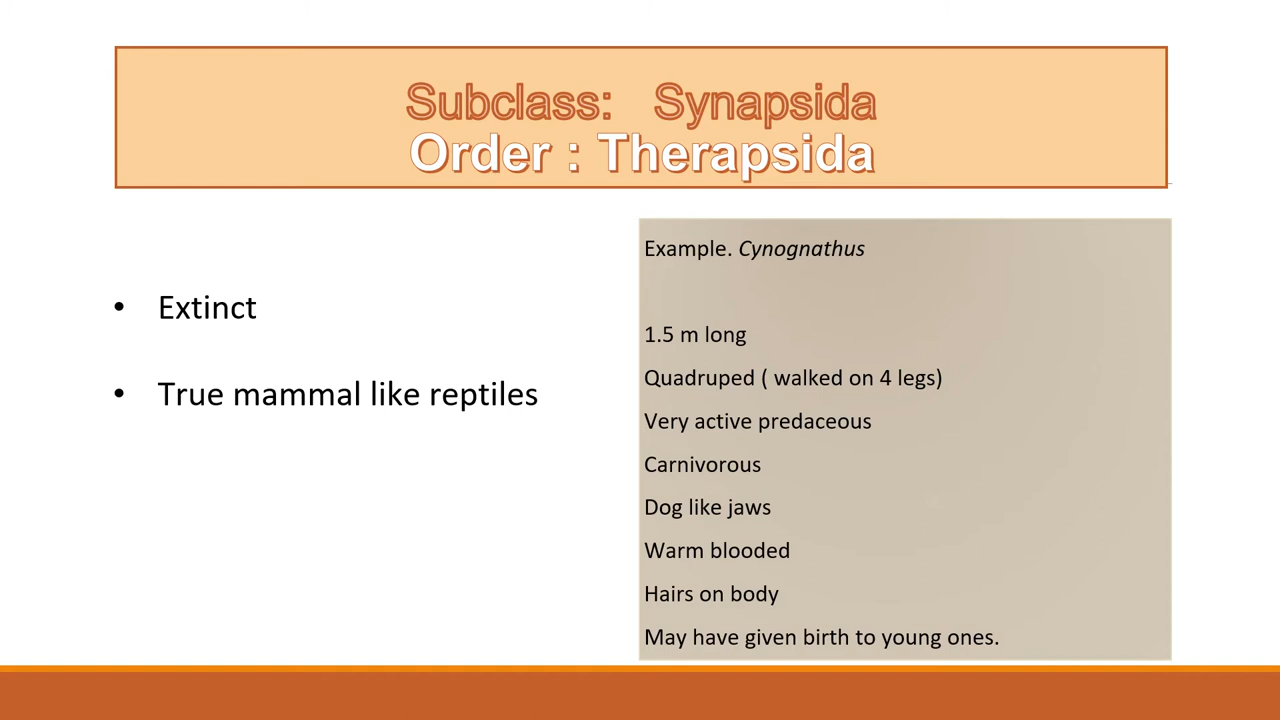 Subclass: Synapsida
Order : Therapsida
• Extinct
• True mammal like reptiles
Example. Cynognathus
1.5 m long
Quadruped ( walked on 4 legs)
Very active predaceous
Carnivorous
Dog like jaws
Warm blooded
Hairs on body
May have given birth to young ones.